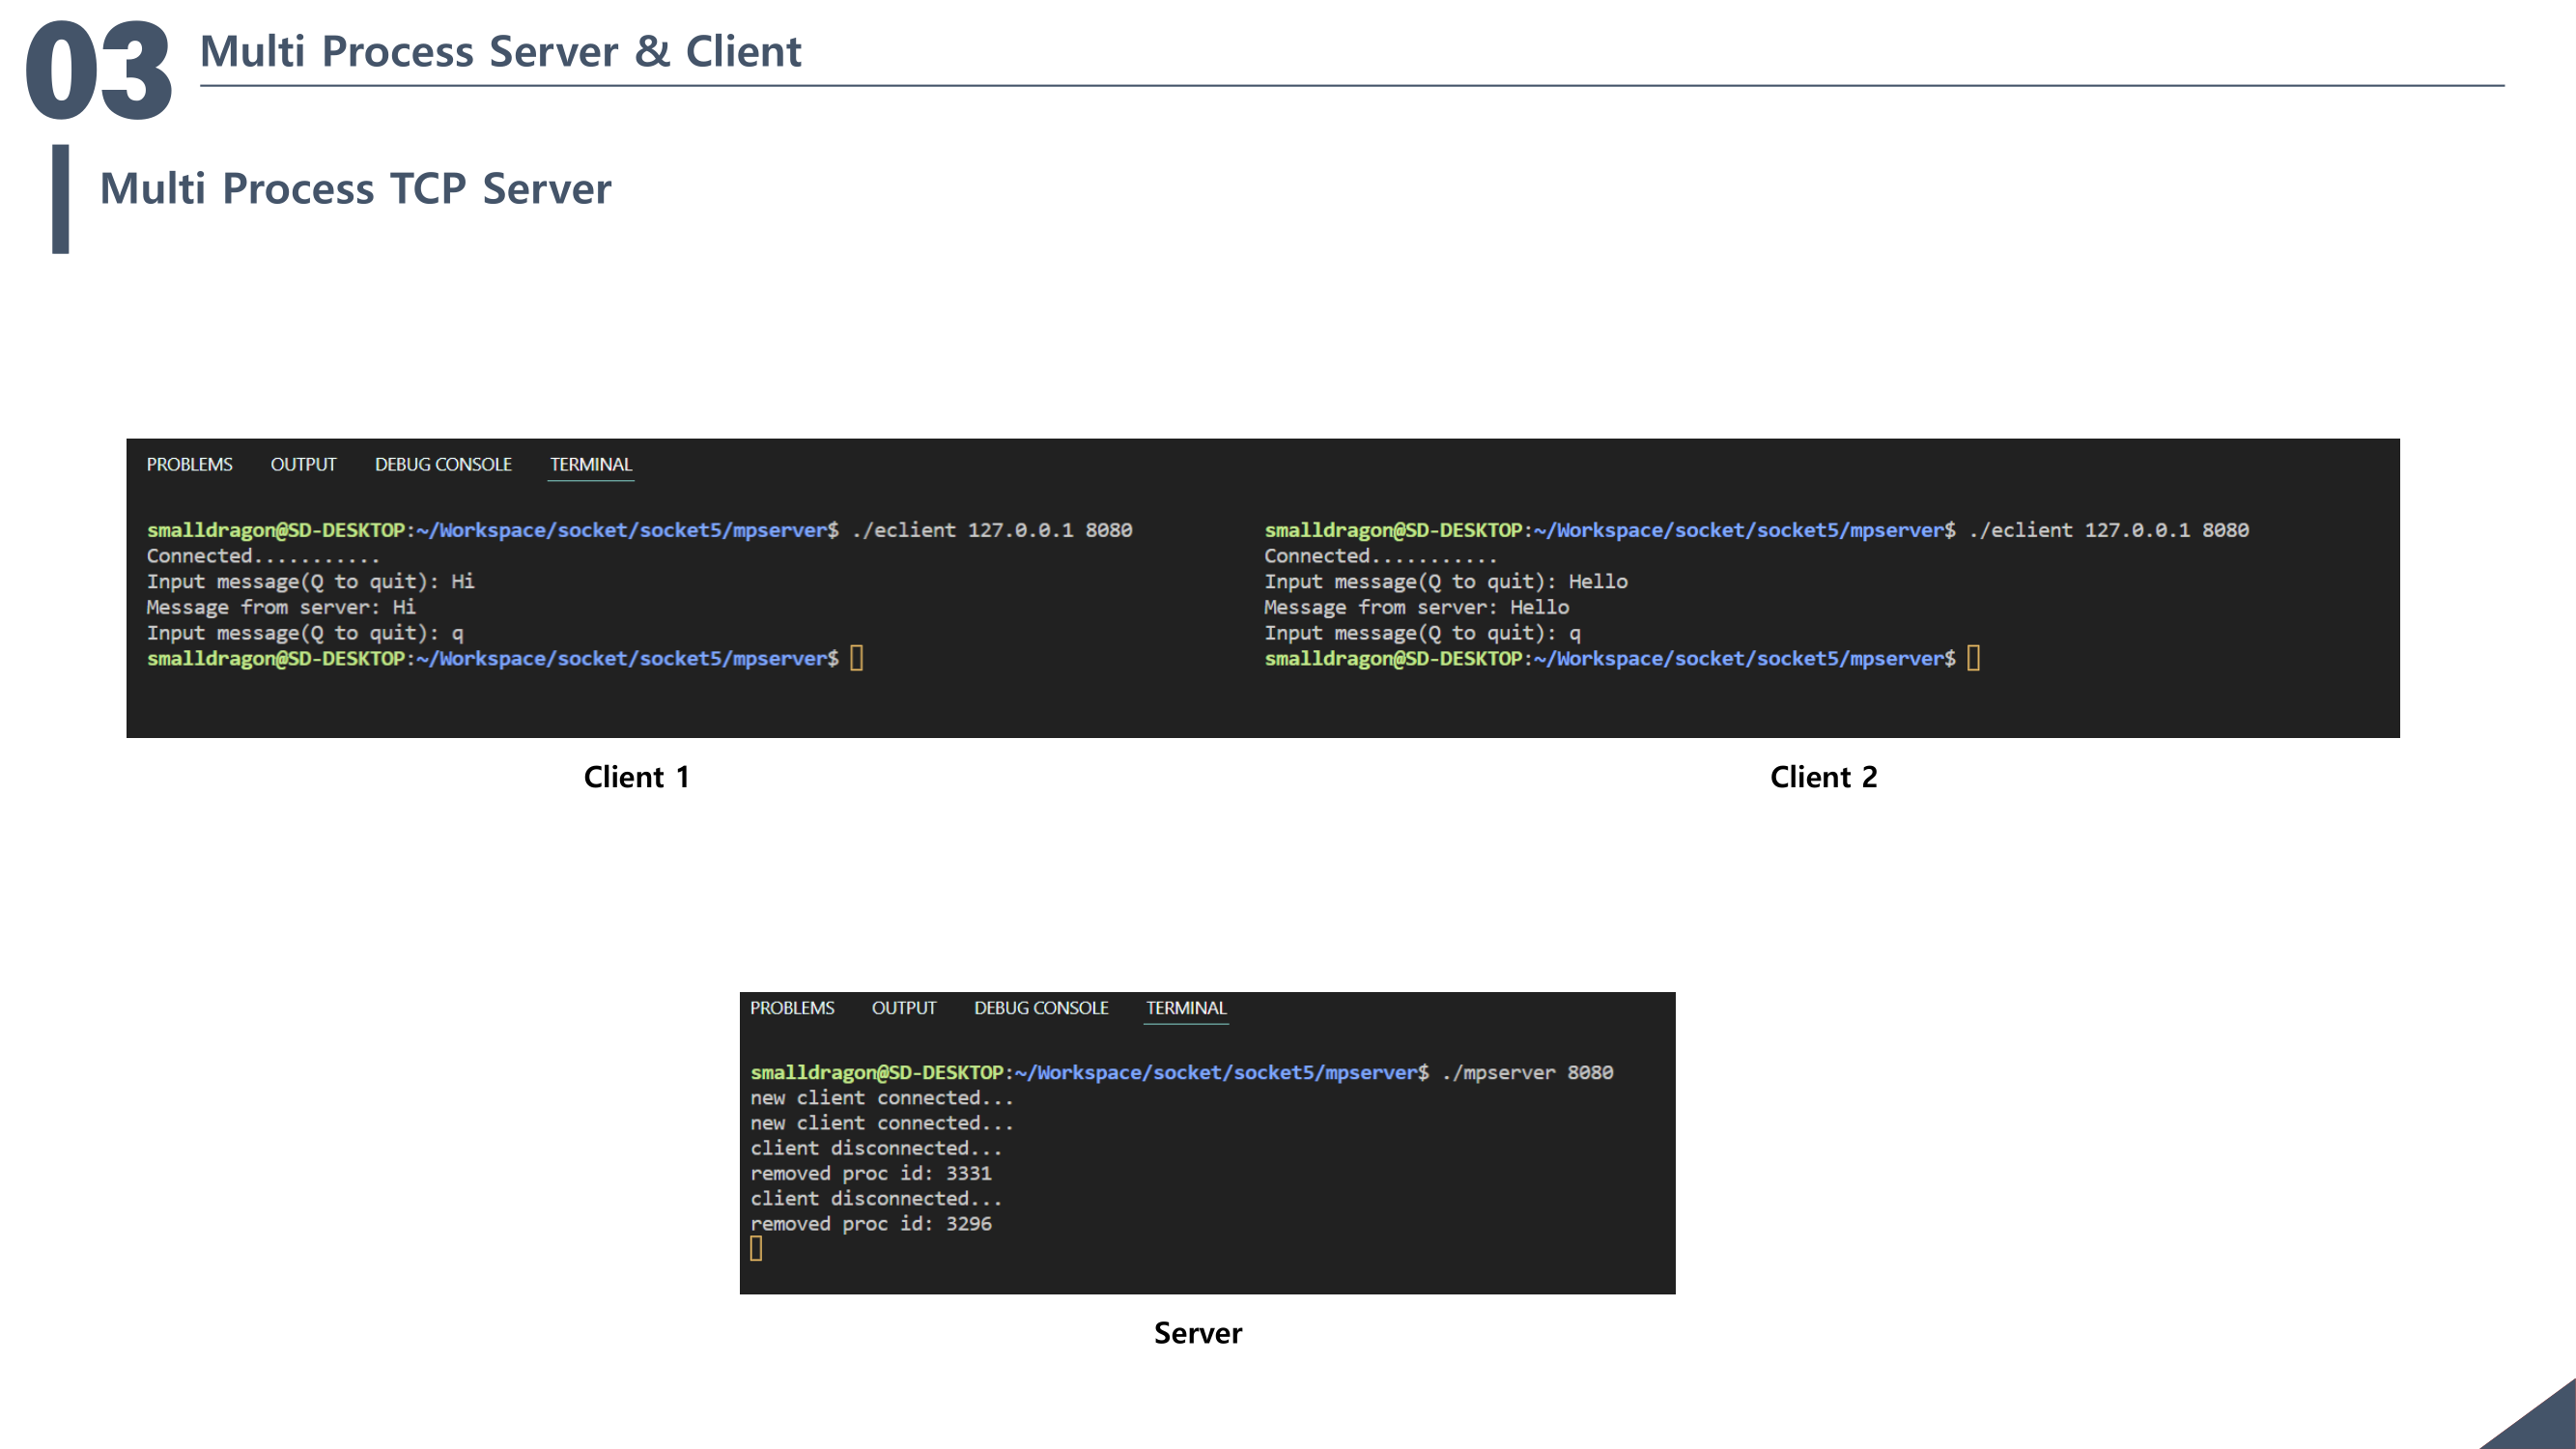 03 Multi Process Server & Client
Multi Process TCP Server
PROBLEMS OUTPUT DEBUG CONSOLE TERMINAL
smalldragon@SD-DESKTOP:~/Workspace/socket/socket5/mpserver$ ./eclient 127.0.0.1 8080
Connected...........
Input message(Q to quit): Hi
Message from server: Hi
Input message(Q to quit): q
smalldragon@SD-DESKTOP:~/Workspace/socket/socket5/mpserver$
smalldragon@SD-DESKTOP:~/Workspace/socket/socket5/mpserver$ ./eclient 127.0.0.1 8080
Connected...........
Input message(Q to quit): Hello
Message from server: Hello
Input message(Q to quit): q
smalldragon@SD-DESKTOP:~/Workspace/socket/socket5/mpserver$
Client 1
Client 2
PROBLEMS OUTPUT DEBUG CONSOLE TERMINAL
smalldragon@SD-DESKTOP:~/Workspace/socket/socket5/mpserver$ ./mpserver 8080
new client connected...
new client connected...
client disconnected...
removed proc id: 3331
client disconnected...
removed proc id: 3296
Server